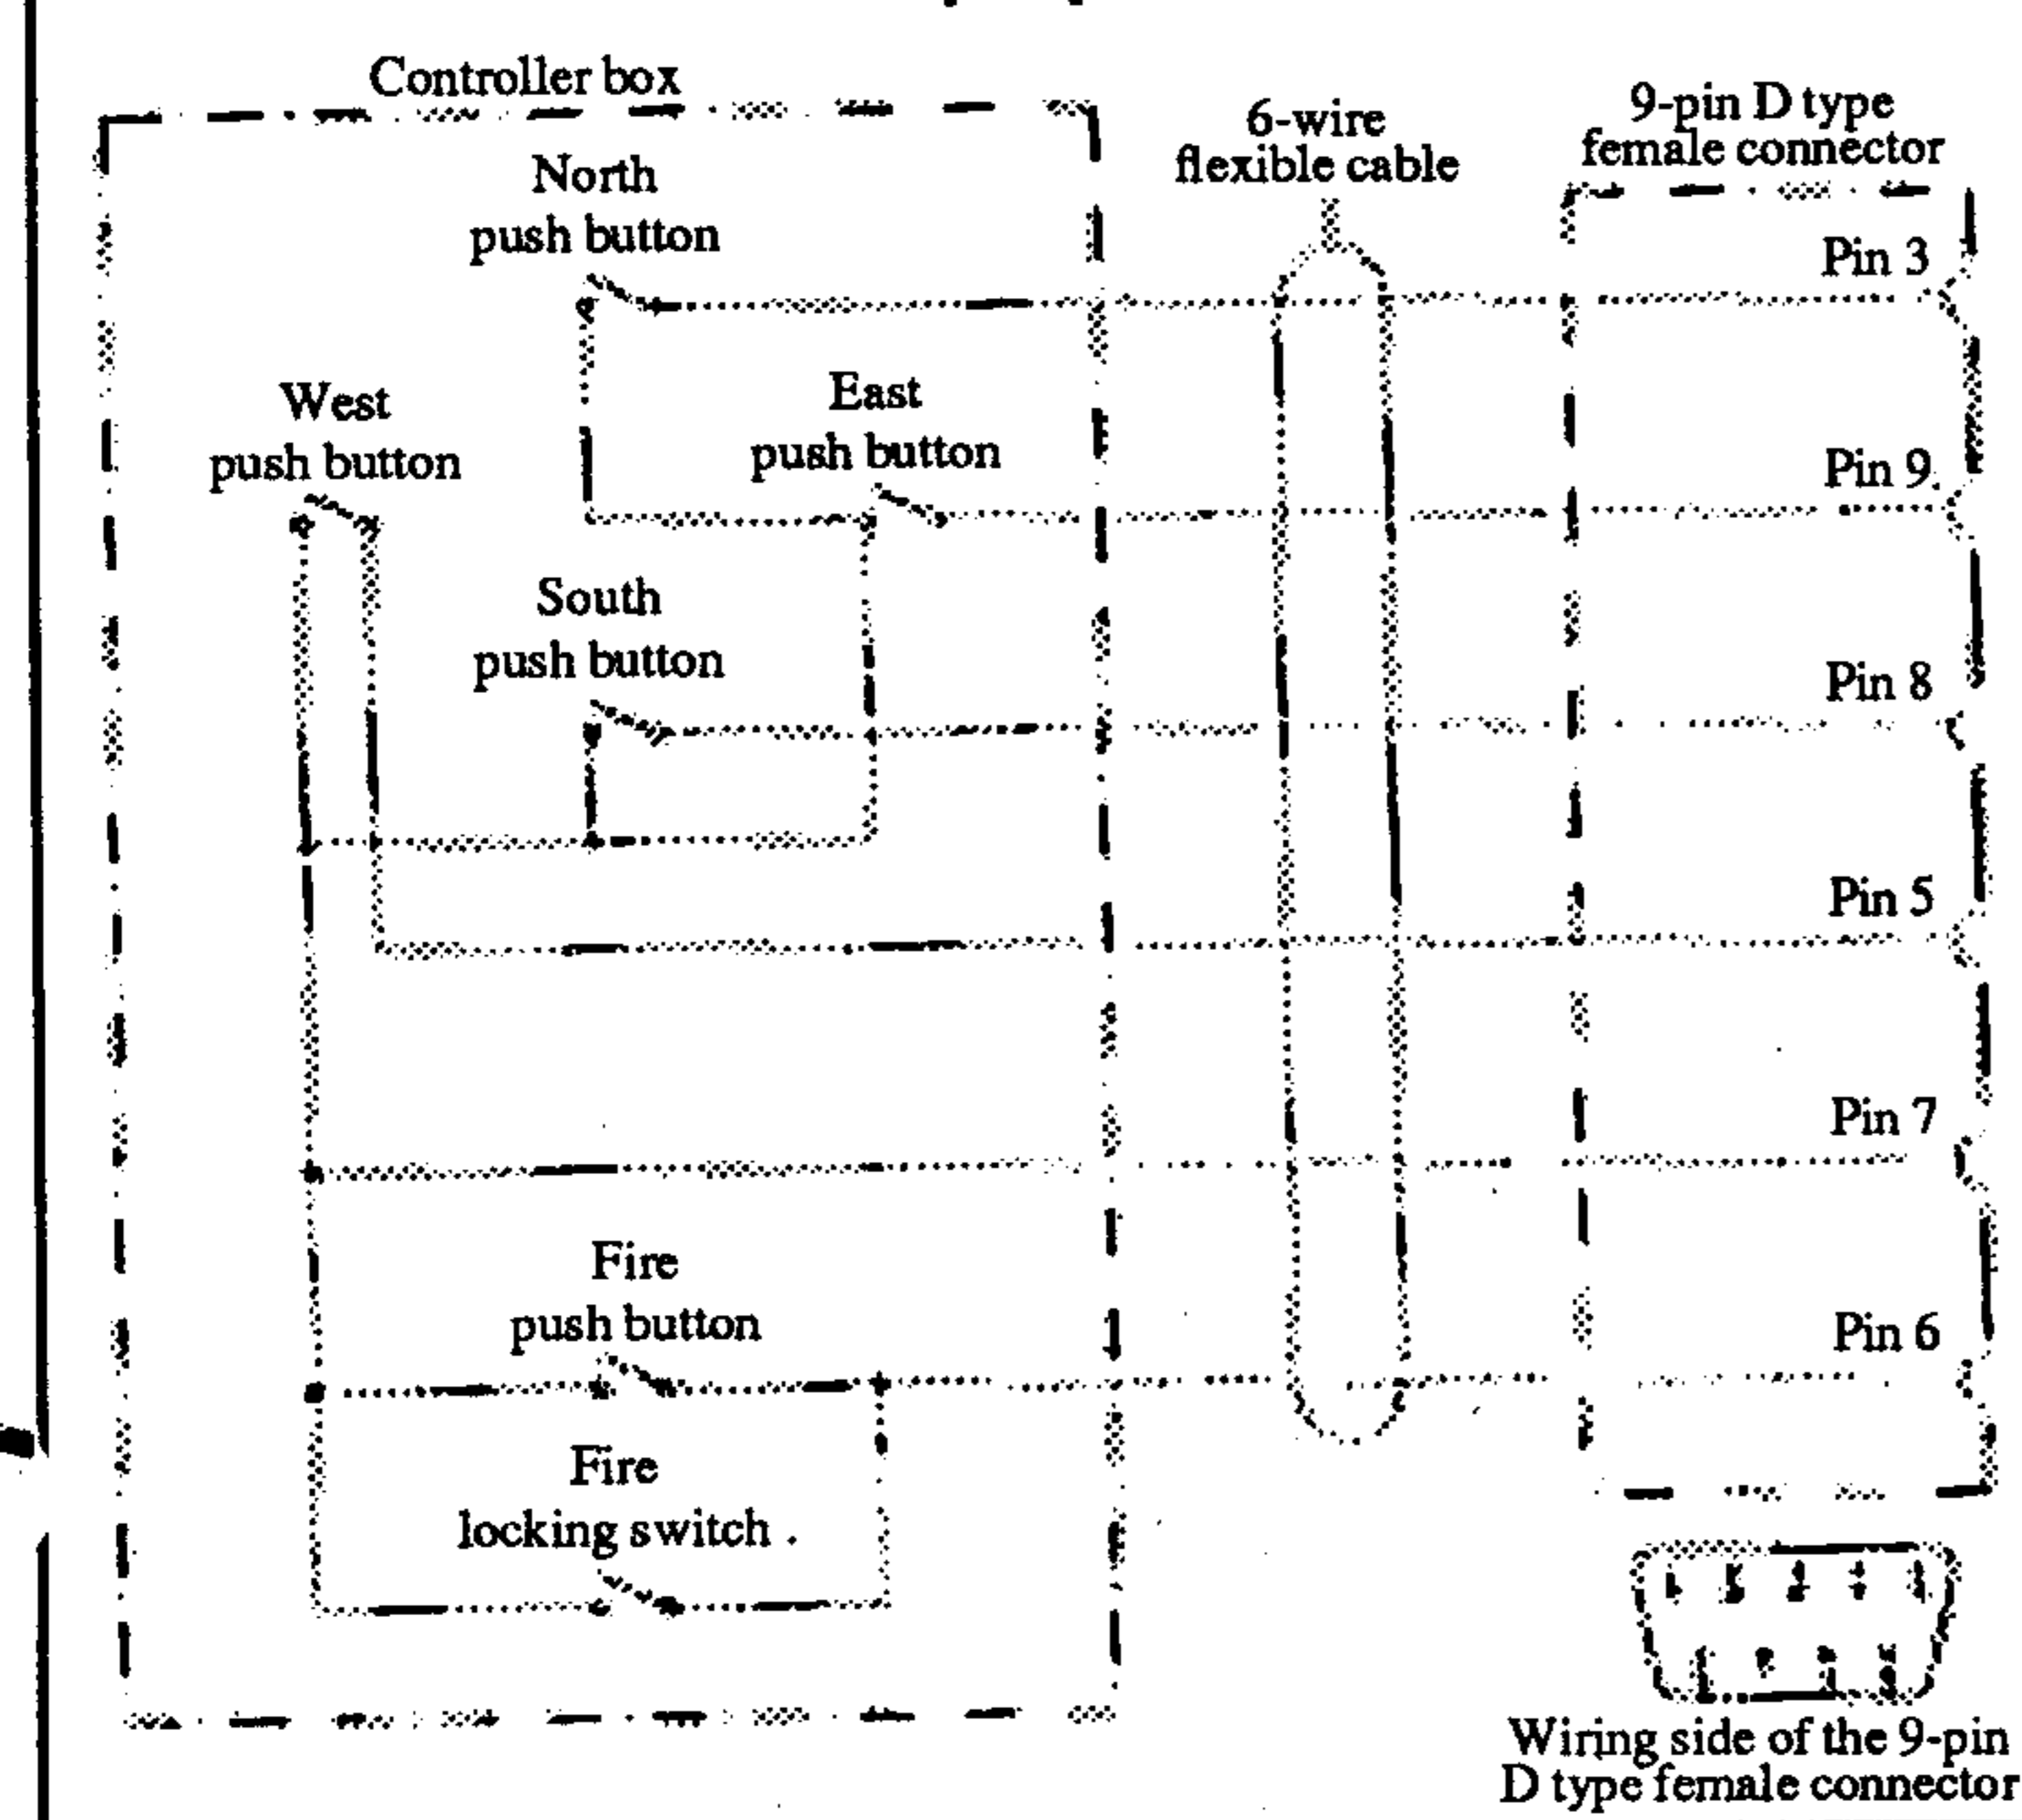 Controller box
6-wire
flexible cable
9-pin D type
female connector
North
push button
Pin 3
West
push button
East
push button
Pin 9
South
push button
Pin 8
Pin 5
Pin 7
Fire
push button
Pin 6
Fire
locking switch
Wiring side of the 9-pin
D type female connector